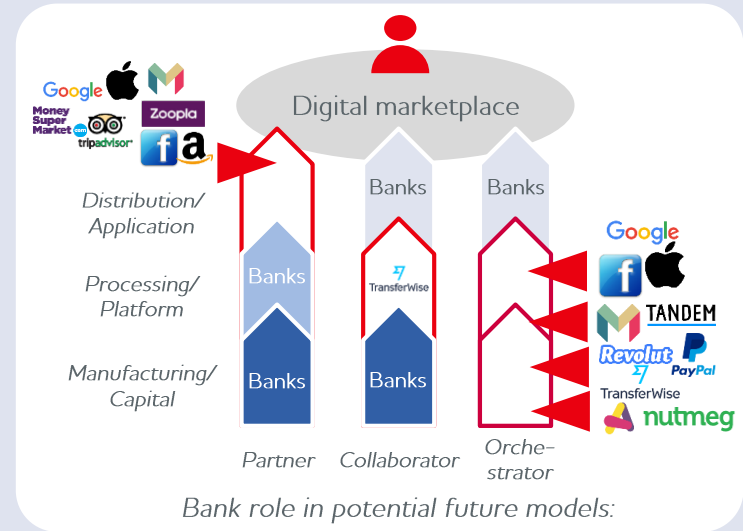 Digital marketplace
Google
Money
Super
Market.com
Zoopla
tripadvisor®
f
a
Distribution/
Application
Banks
Banks
Google
f
Processing/
Platform
Banks
TransferWise
TANDEM
Revolut
PayPal
Manufacturing/
Capital
Banks
Banks
TransferWise
nutmeg
Partner
Collaborator
Orche-
strator
Bank role in potential future models: